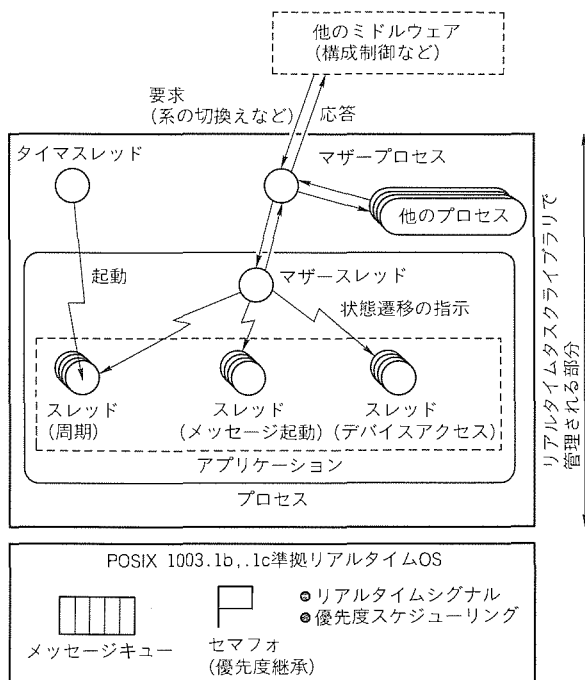 他のミドルウェア
(構成制御など)
要求
(系の切換えなど)
応答
タイマスレッド
マザープロセス
他のプロセス
起動
マザースレッド
状態遷移の指示
スレッド
(周期)
スレッド
(メッセージ起動)
スレッド
(デバイスアクセス)
アプリケーション
プロセス
リアルタイムタスクライブラリで
管理される部分
POSIX 1003.1b,.1c準拠リアルタイムOS
メッセージキュー
セマフォ
(優先度継承)
◎リアルタイムシグナル
◎優先度スケジューリング